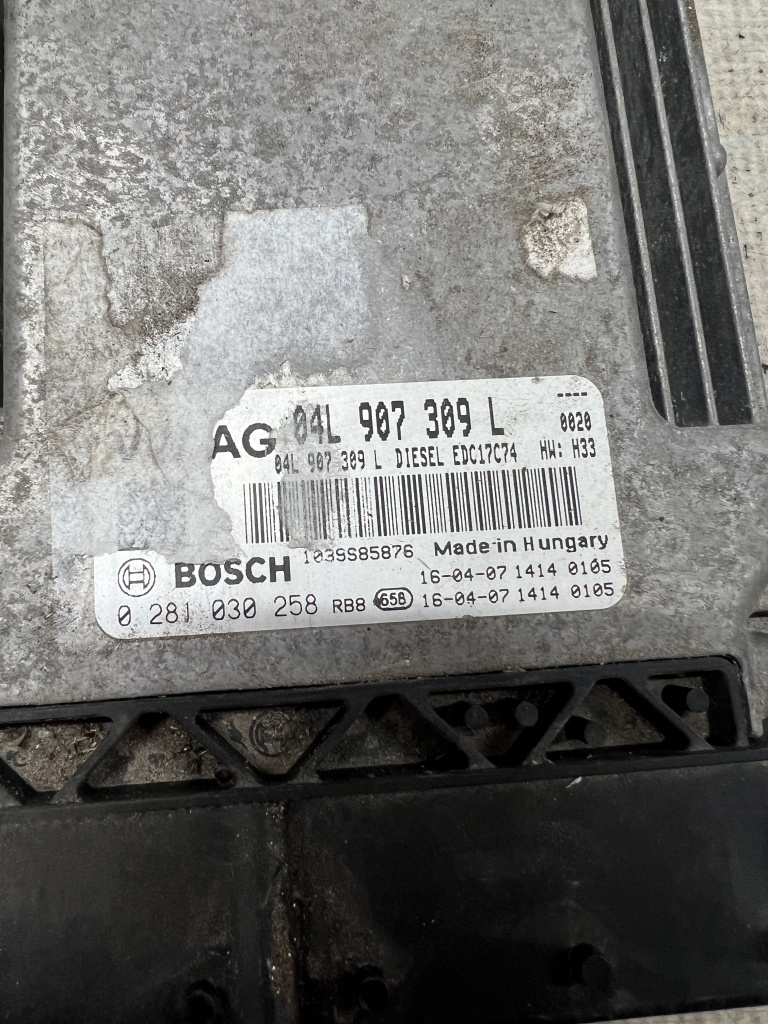 ----
AG 04L 907 309 L 0020
04L 907 309 L DIESEL EDC17C74 HW: H33
1039S85876 Made in Hungary
BOSCH 16-04-07 1414 0105
0 281 030 258 RB8 658 16-04-07 1414 0105